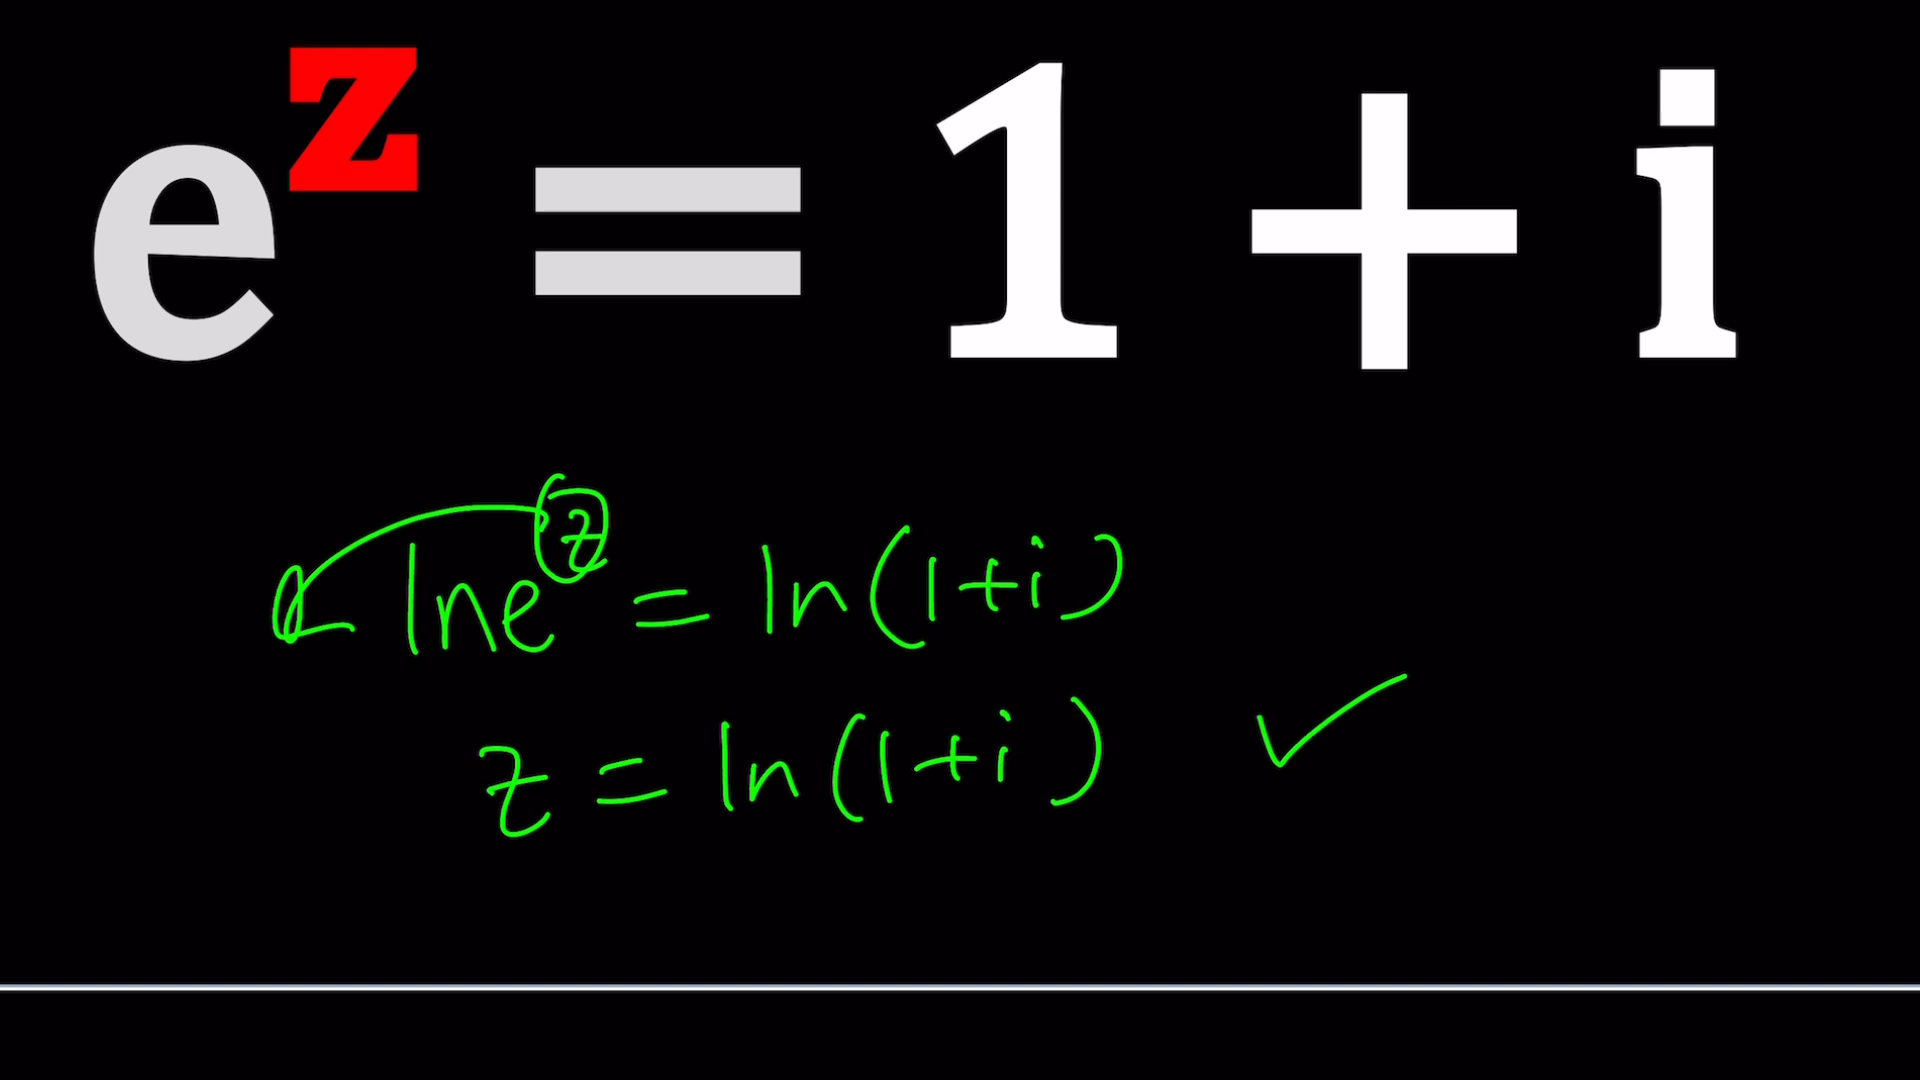 e^z = 1 + i
ln e^z = ln(1+i)
z = ln(1+i) ✓